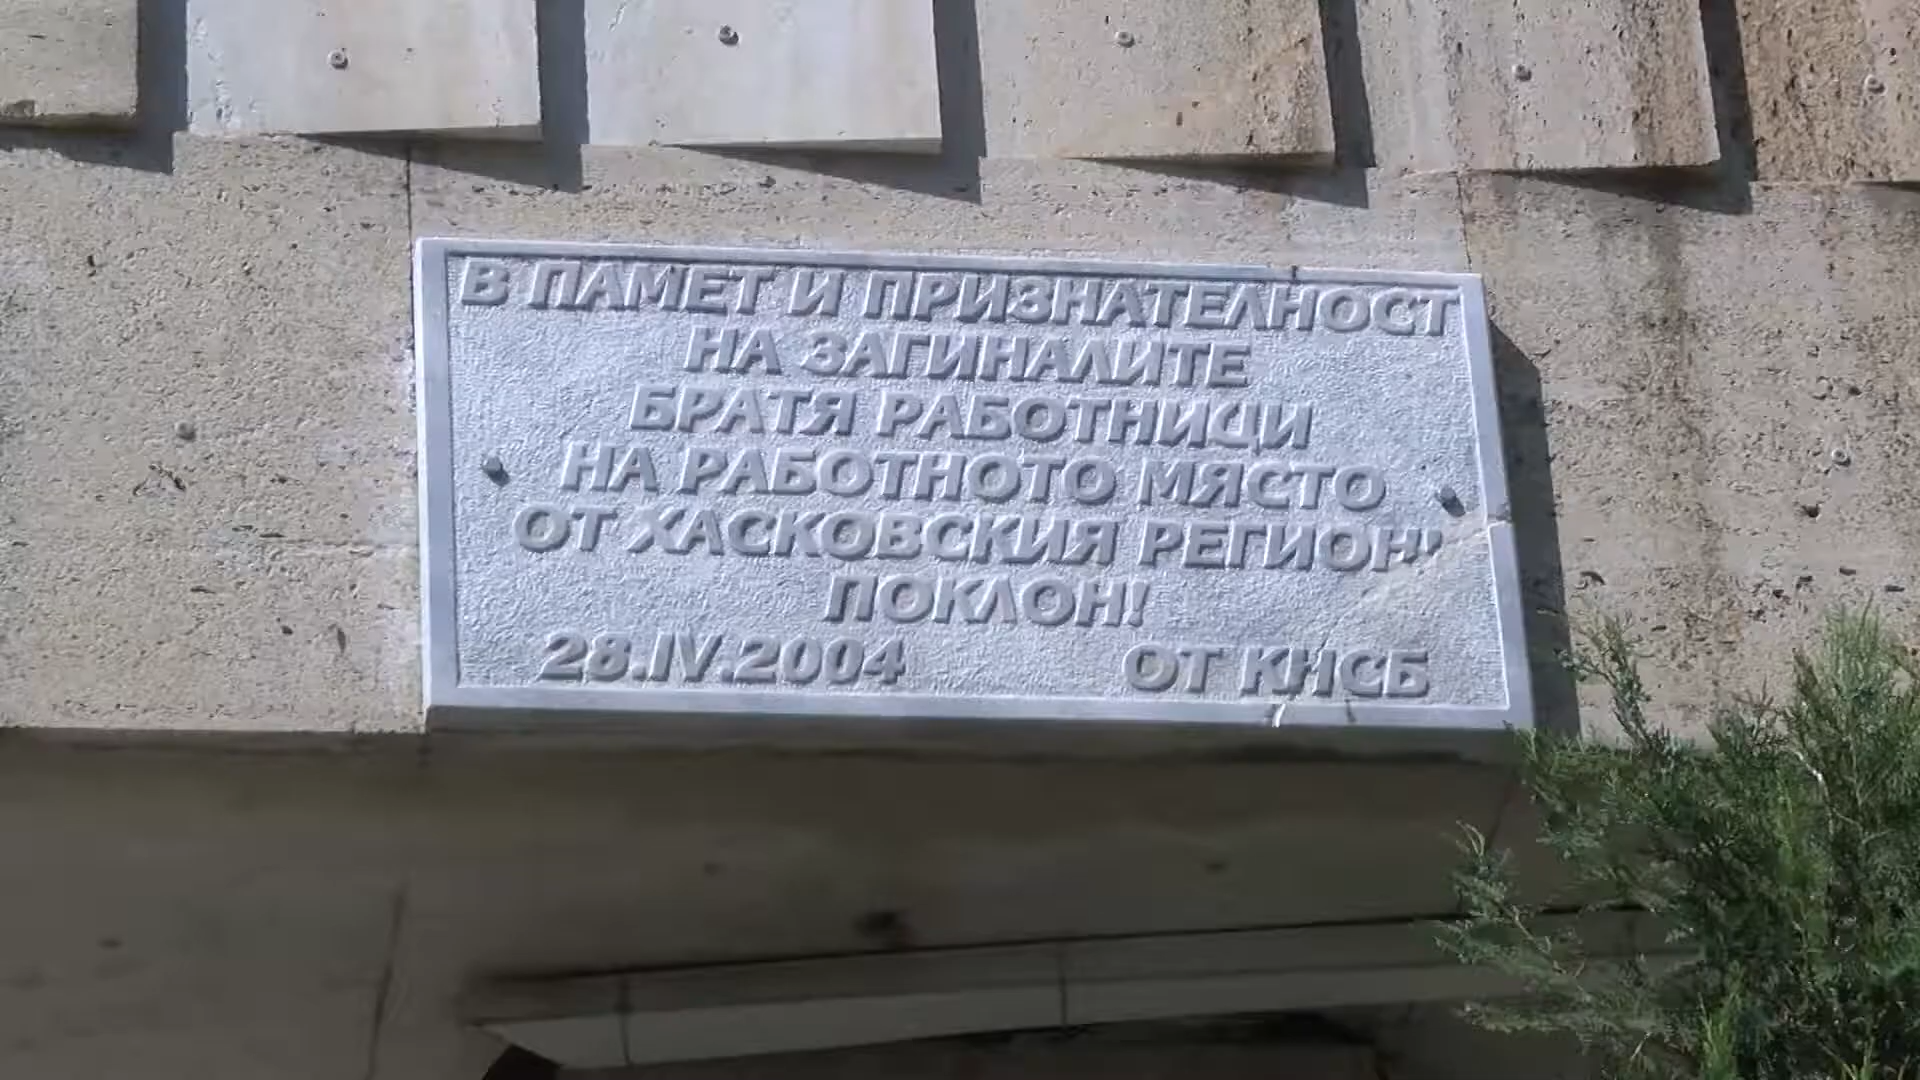 В ПАМЕТ И ПРИЗНАТЕЛНОСТ
НА ЗАГИНАЛИТЕ
БРАТЯ РАБОТНИЦИ
НА РАБОТНОТО МЯСТО
ОТ ХАСКОВСКИЯ РЕГИОН!
ПОКЛОН!
28.IV.2004 ОТ КНСБ